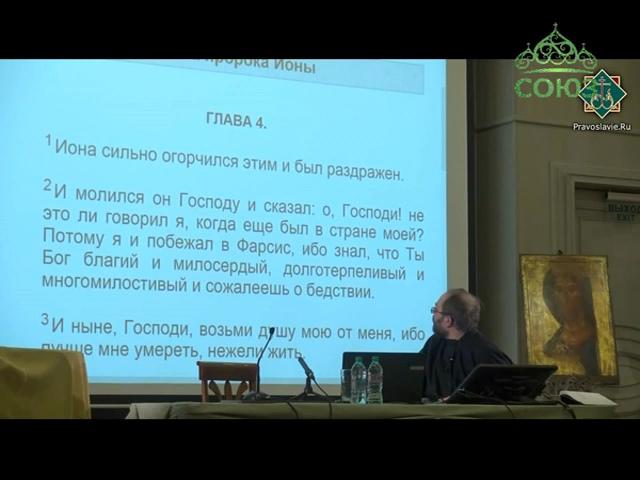 пророка Ионы
ГЛАВА 4.
1 Иона сильно огорчился этим и был раздражен.
2 И молился он Господу и сказал: о, Господи! не
это ли говорил я, когда еще был в стране моей?
Потому я и побежал в Фарсис, ибо знал, что Ты
Бог благий и милосердый, долготерпеливый и
многомилостивый и сожалеешь о бедствии.
3 И ныне, Господи, возьми душу мою от меня, ибо
лучше мне умереть, нежели жить.
СОЮЗ
Pravoslavie.Ru
ВЫХОД
EXIT